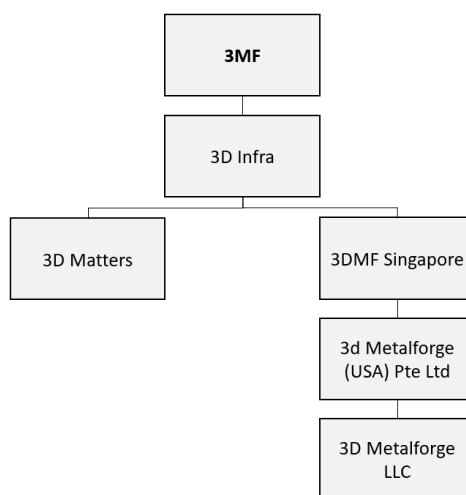 3MF
3D Infra
3D Matters
3DMF Singapore
3d Metalforge
(USA) Pte Ltd
3D Metalforge
LLC